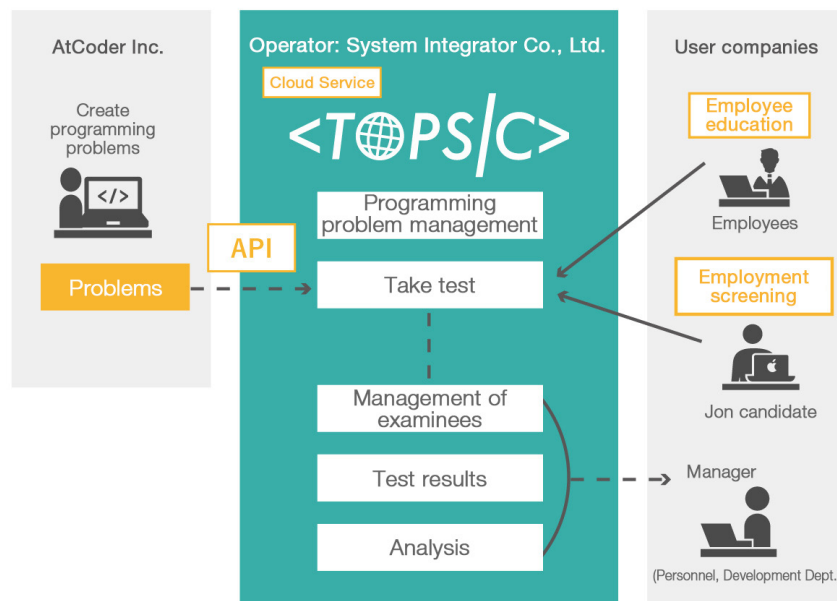 AtCoder Inc.
Create
programming
problems
</>
Problems
API
Operator: System Integrator Co., Ltd.
Cloud Service
<TOPS/C>
Programming
problem management
Take test
Management of
examinees
Test results
Analysis
User companies
Employee
education
Employees
Employment
screening
Jon candidate
Manager
(Personnel, Development Dept.